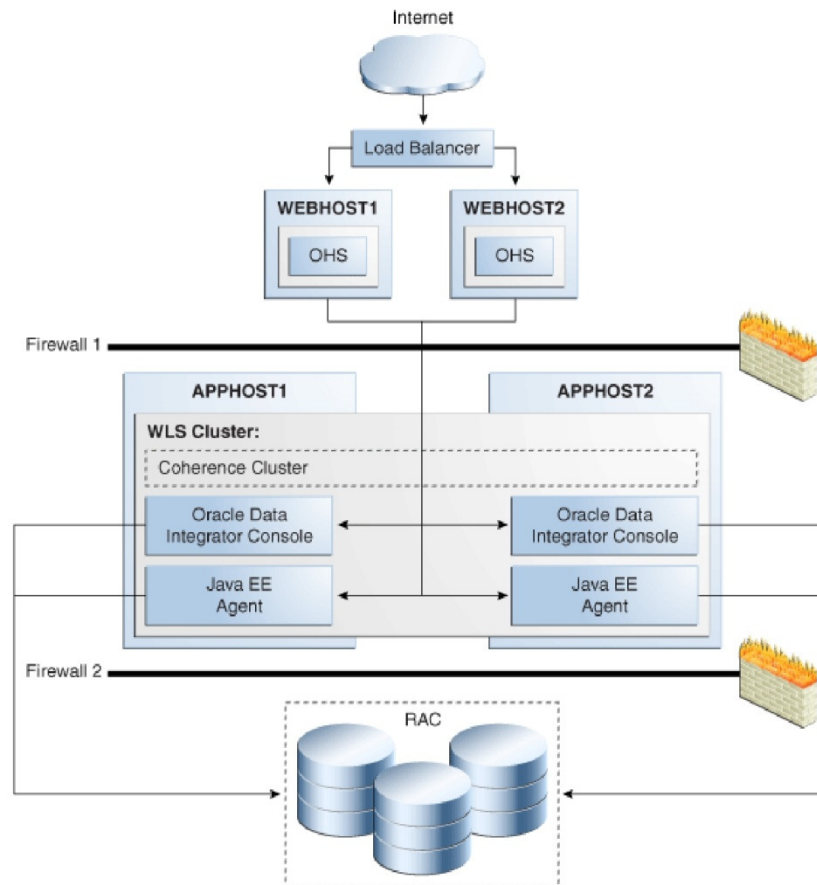 Internet
Load Balancer
WEBHOST1
WEBHOST2
OHS
OHS
Firewall 1
APPHOST1
APPHOST2
WLS Cluster:
Coherence Cluster
Oracle Data
Integrator Console
Oracle Data
Integrator Console
Java EE
Agent
Java EE
Agent
Firewall 2
RAC